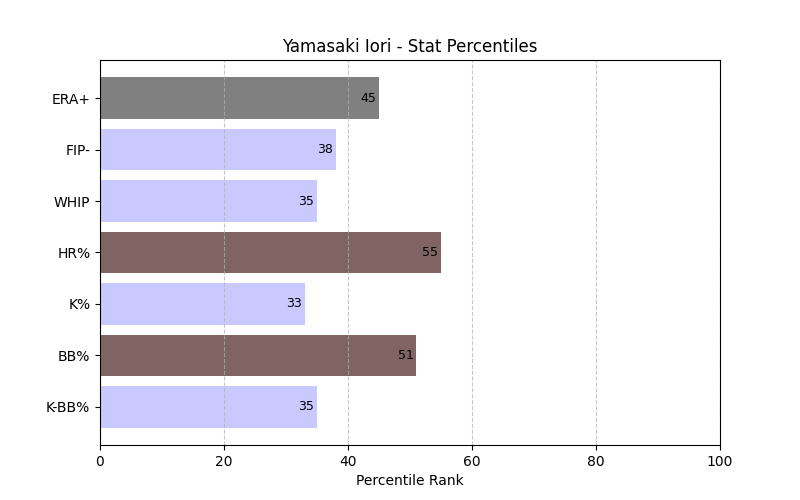 Yamasaki Iori - Stat Percentiles
ERA+ 45
FIP- 38
WHIP 35
HR% 55
K% 33
BB% 51
K-BB% 35
0 20 40 60 80 100
Percentile Rank